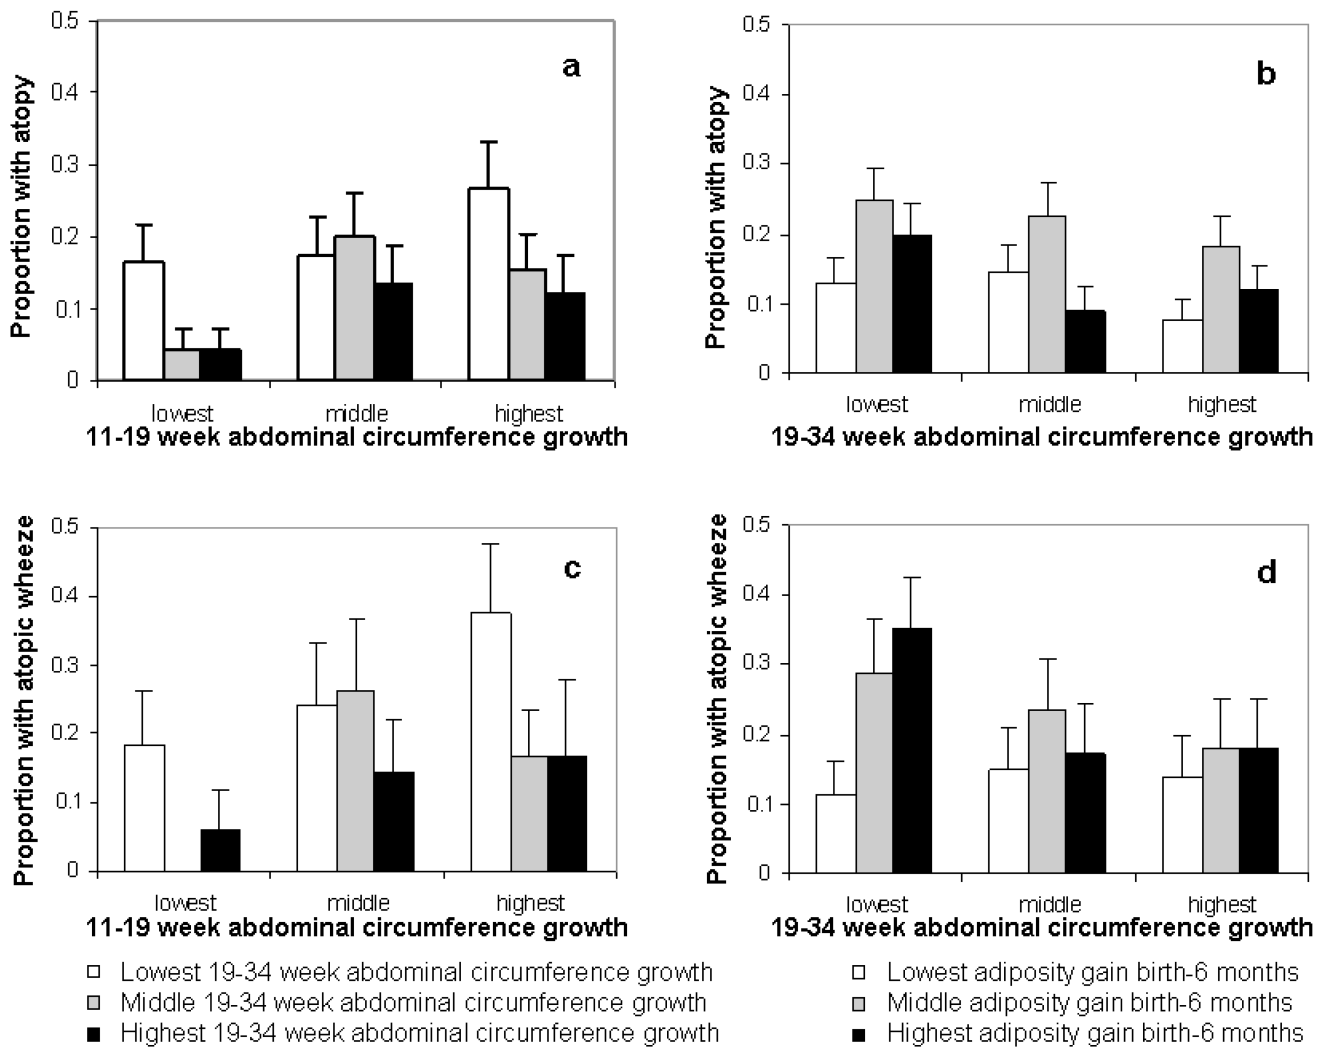 0.5
0.4
0.3
0.2
0.1
0
Proportion with atopy
a
lowest middle highest
11-19 week abdominal circumference growth
0.5
0.4
0.3
0.2
0.1
0
Proportion with atopy
b
lowest middle highest
19-34 week abdominal circumference growth
0.5
0.4
0.3
0.2
0.1
0
Proportion with atopic wheeze
c
lowest middle highest
11-19 week abdominal circumference growth
Lowest 19-34 week abdominal circumference growth
Middle 19-34 week abdominal circumference growth
Highest 19-34 week abdominal circumference growth
0.5
0.4
0.3
0.2
0.1
0
Proportion with atopic wheeze
d
lowest middle highest
19-34 week abdominal circumference growth
Lowest adiposity gain birth-6 months
Middle adiposity gain birth-6 months
Highest adiposity gain birth-6 months